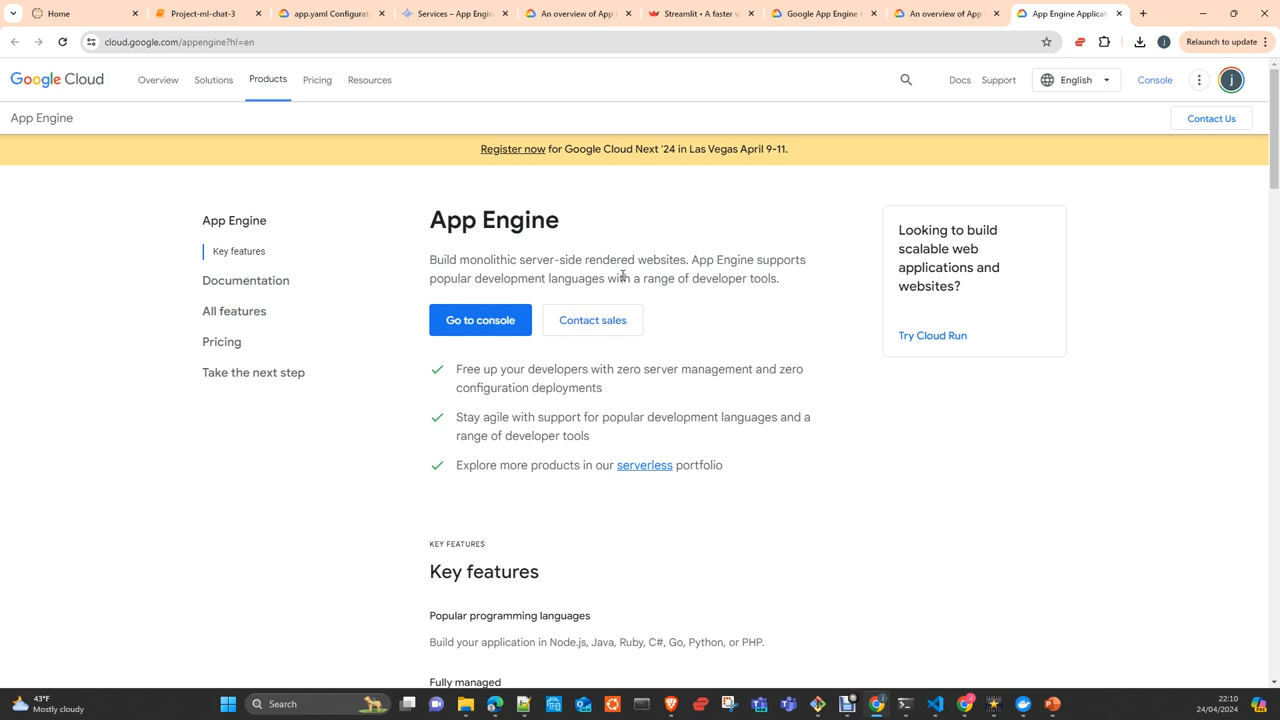 Home
Project-ml-chat-3
app.yaml Configurat
Services – App Engin
An overview of App
Streamlit • A faster w
Google App Engine
An overview of App
App Engine Applicat
cloud.google.com/appengine?hl=en
j
Relaunch to update
Google Cloud
Overview
Solutions
Products
Pricing
Resources
Docs
Support
English
Console
j
App Engine
Contact Us
Register now for Google Cloud Next '24 in Las Vegas April 9-11.
App Engine
Key features
Documentation
All features
Pricing
Take the next step
App Engine
Build monolithic server-side rendered websites. App Engine supports
popular development languages with a range of developer tools.
Go to console
Contact sales
Free up your developers with zero server management and zero
configuration deployments
Stay agile with support for popular development languages and a
range of developer tools
Explore more products in our serverless portfolio
Looking to build
scalable web
applications and
websites?
Try Cloud Run
KEY FEATURES
Key features
Popular programming languages
Build your application in Node.js, Java, Ruby, C#, Go, Python, or PHP.
Fully managed
43°F
Mostly cloudy
Search
22:10
24/04/2024